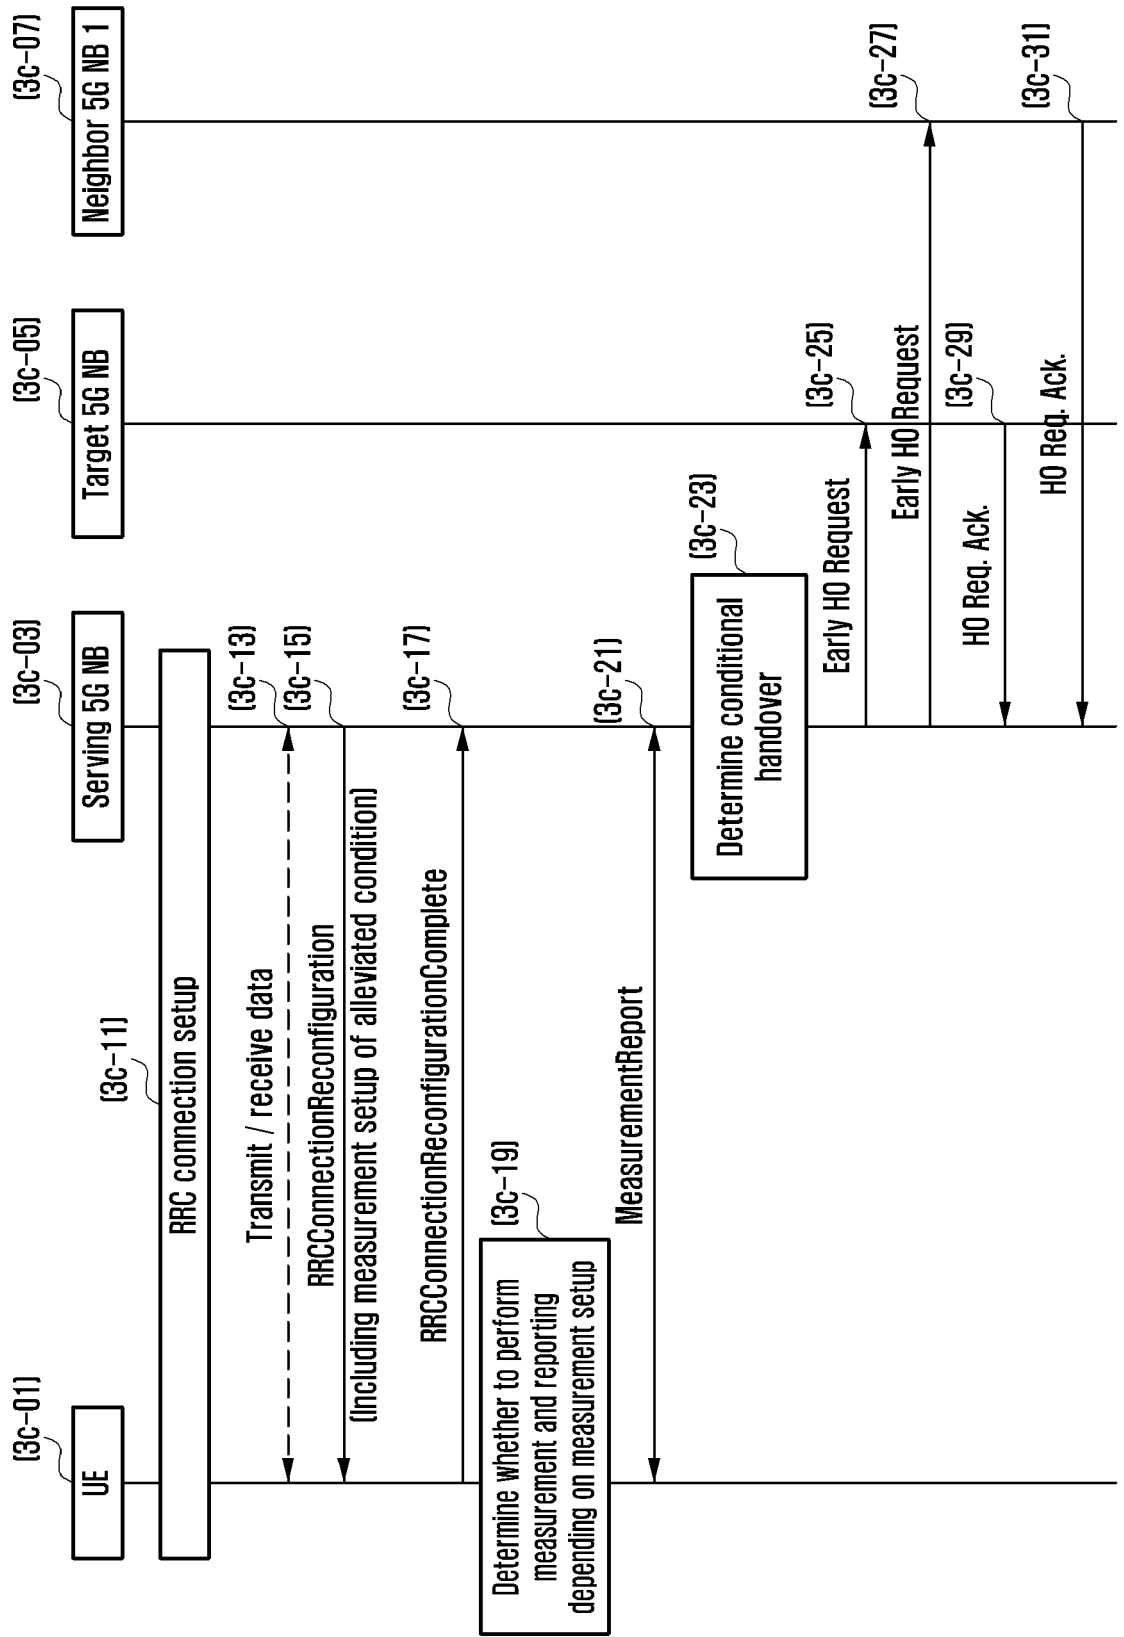 (3c-01)
(3c-03)
(3c-05)
(3c-07)
UE
Serving 5G NB
Target 5G NB
Neighbor 5G NB 1
(3c-11)
RRC connection setup
(3c-13)
Transmit / receive data
(3c-15)
RRCConnectionReconfiguration
(Including measurement setup of alleviated condition)
(3c-17)
RRCConnectionReconfigurationComplete
(3c-19)
Determine whether to perform
measurement and reporting
depending on measurement setup
(3c-21)
MeasurementReport
(3c-23)
Determine conditional
handover
(3c-25)
Early HO Request
(3c-27)
Early HO Request
(3c-29)
HO Req. Ack.
(3c-31)
HO Req. Ack.